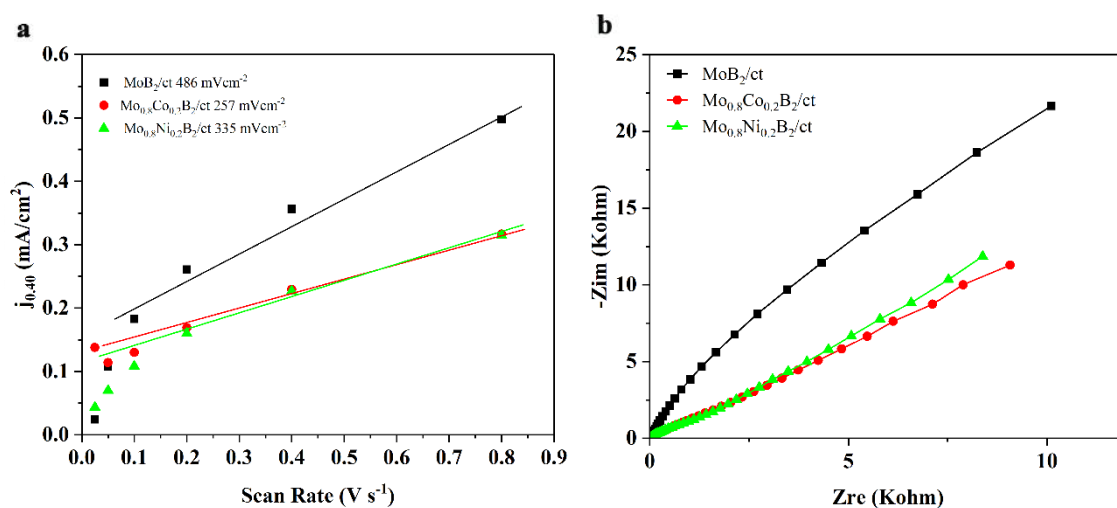 a
0.6
0.5
0.4
0.3
0.2
0.1
0.0
j0.40 (mA/cm²)
MoB₂/ct 486 mVcm⁻²
Mo₀.₈Co₀.₂B₂/ct 257 mVcm⁻²
Mo₀.₈Ni₀.₂B₂/ct 335 mVcm⁻²
0.0 0.1 0.2 0.3 0.4 0.5 0.6 0.7 0.8 0.9
Scan Rate (V s⁻¹)
b
25
20
15
10
5
0
-Zim (Kohm)
MoB₂/ct
Mo₀.₈Co₀.₂B₂/ct
Mo₀.₈Ni₀.₂B₂/ct
0 5 10
Zre (Kohm)